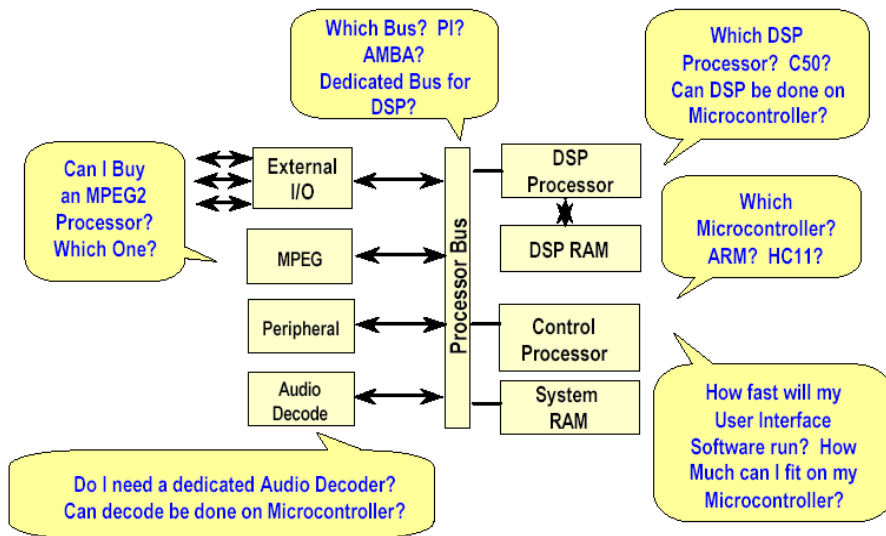 Which Bus? PI?
AMBA?
Dedicated Bus for
DSP?
Which DSP
Processor? C50?
Can DSP be done on
Microcontroller?
Can I Buy
an MPEG2
Processor?
Which One?
External
I/O
MPEG
Peripheral
Audio
Decode
Processor Bus
DSP
Processor
DSP RAM
Control
Processor
System
RAM
Which
Microcontroller?
ARM? HC11?
How fast will my
User Interface
Software run? How
Much can I fit on my
Microcontroller?
Do I need a dedicated Audio Decoder?
Can decode be done on Microcontroller?